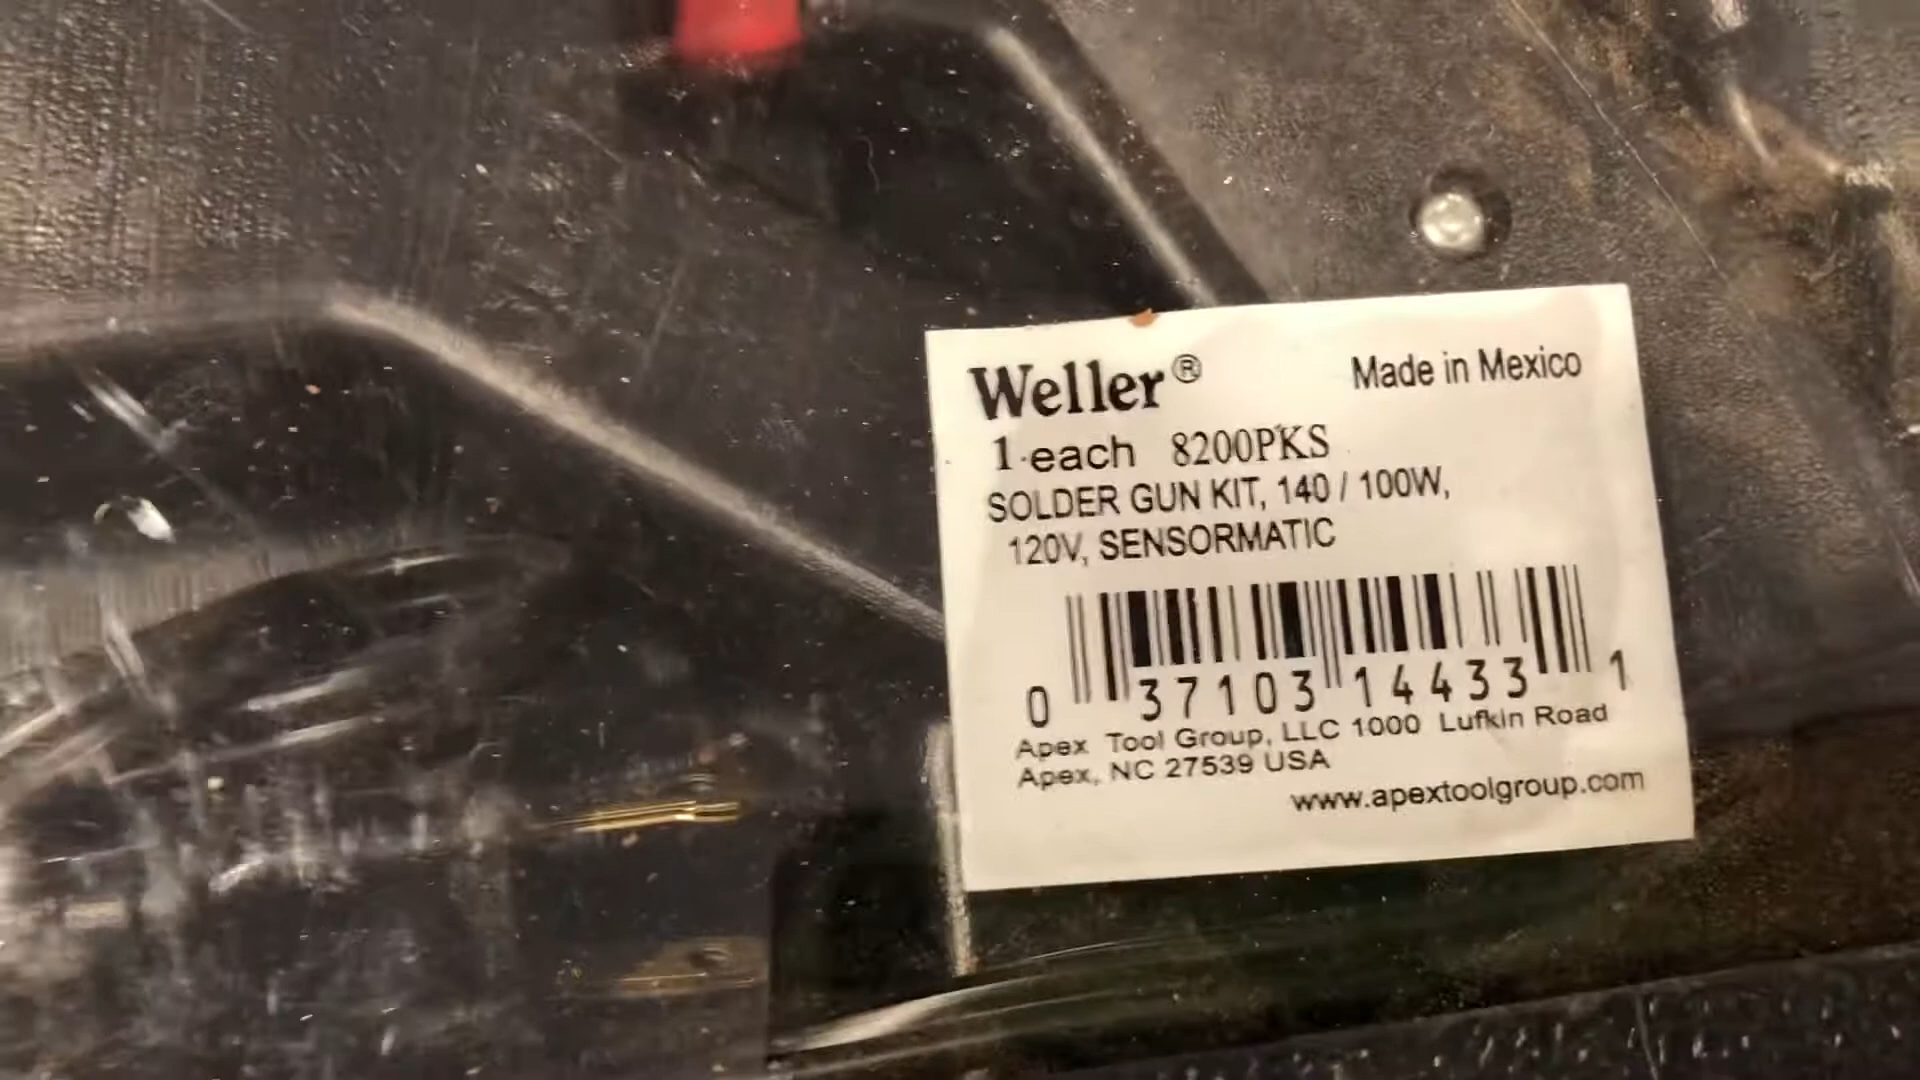 Weller® Made in Mexico
1 each 8200PKS
SOLDER GUN KIT, 140 / 100W,
120V, SENSORMATIC
0 37103 14433 1
Apex Tool Group, LLC 1000 Lufkin Road
Apex, NC 27539 USA
www.apextoolgroup.com